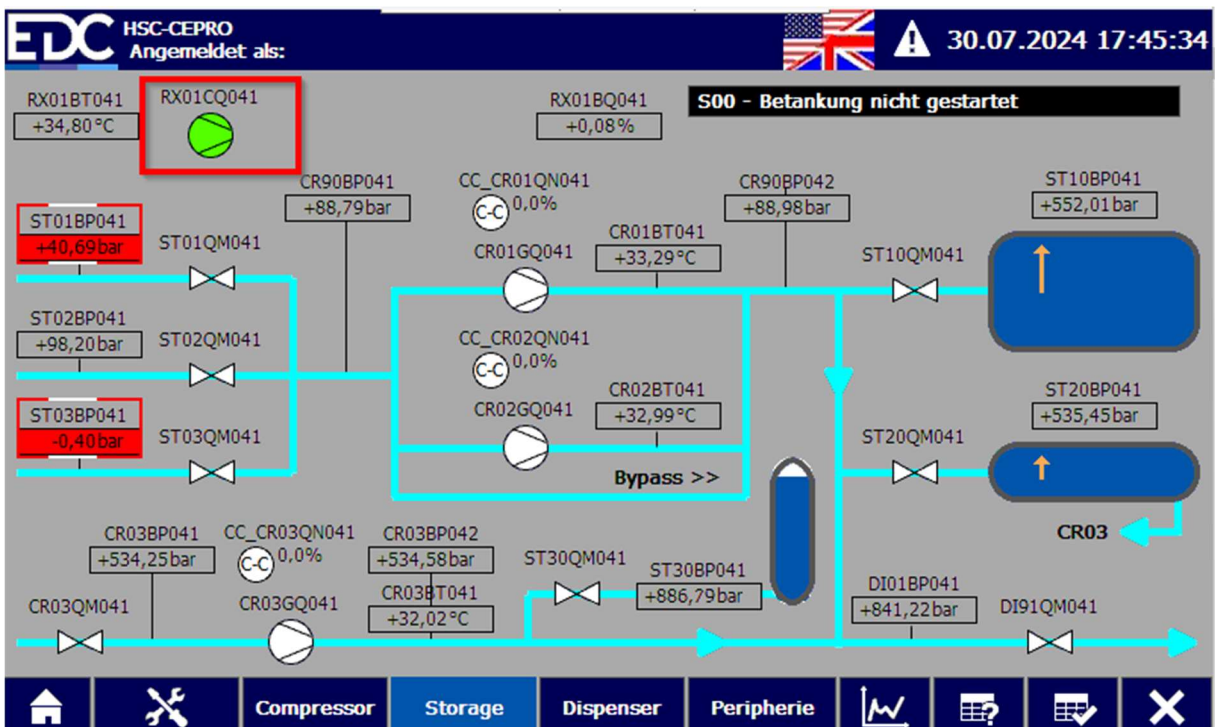 EDC
HSC-CEPRO
Angemeldet als:
30.07.2024 17:45:34
RX01BT041
+34,80°C
RX01CQ041
RX01BQ041
+0,08%
S00 - Betankung nicht gestartet
ST01BP041
+40,69bar
ST01QM041
CR90BP041
+88,79bar
CC_CR01QN041
C-C
0,0%
CR01GQ041
CR01BT041
+33,29°C
CR90BP042
+88,98bar
ST10BP041
+552,01bar
ST10QM041
ST02BP041
+98,20bar
ST02QM041
CC_CR02QN041
C-C
0,0%
CR02GQ041
CR02BT041
+32,99°C
ST20BP041
+535,45bar
ST20QM041
ST03BP041
-0,40bar
ST03QM041
Bypass >>
CR03
CR03BP041
+534,25bar
CC_CR03QN041
C-C
0,0%
CR03BP042
+534,58bar
ST30QM041
ST30BP041
+886,79bar
DI01BP041
+841,22bar
DI91QM041
CR03QM041
CR03GQ041
CR03BT041
+32,02°C
Compressor
Storage
Dispenser
Peripherie